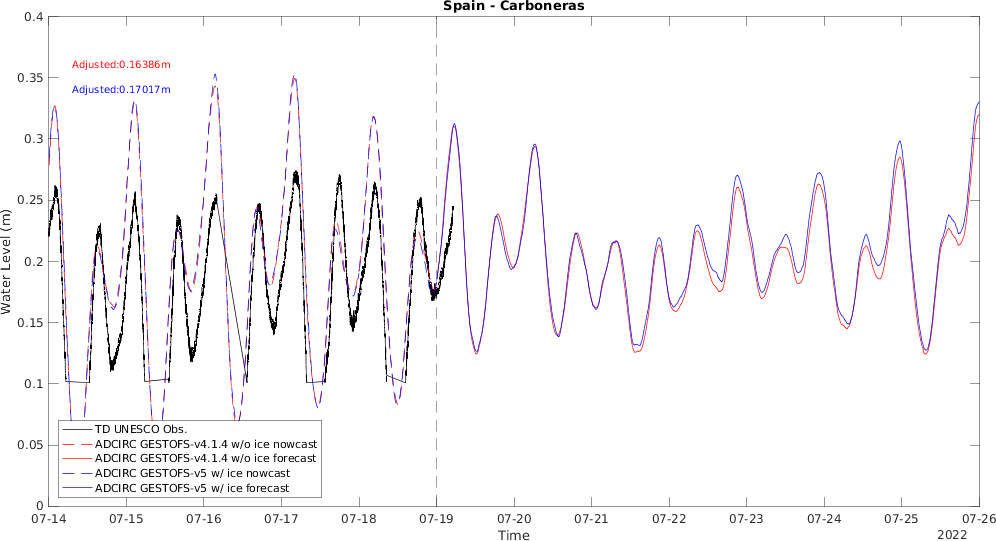 Spain - Carboneras
0.4
0.35
0.3
0.25
0.2
0.15
0.1
0.05
0
Water Level (m)
Adjusted:0.16386m
Adjusted:0.17017m
TD UNESCO Obs.
ADCIRC GESTOFS-v4.1.4 w/o ice nowcast
ADCIRC GESTOFS-v4.1.4 w/o ice forecast
ADCIRC GESTOFS-v5 w/ ice nowcast
ADCIRC GESTOFS-v5 w/ ice forecast
07-14 07-15 07-16 07-17 07-18 07-19 07-20 07-21 07-22 07-23 07-24 07-25 07-26
Time
2022